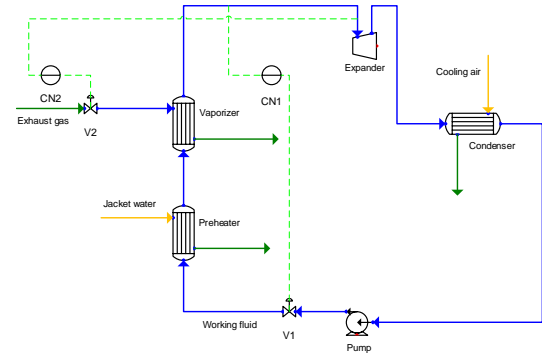 Expander
Cooling air
CN2
CN1
Exhaust gas
V2
Vaporizer
Condenser
Jacket water
Preheater
Working fluid
V1
Pump